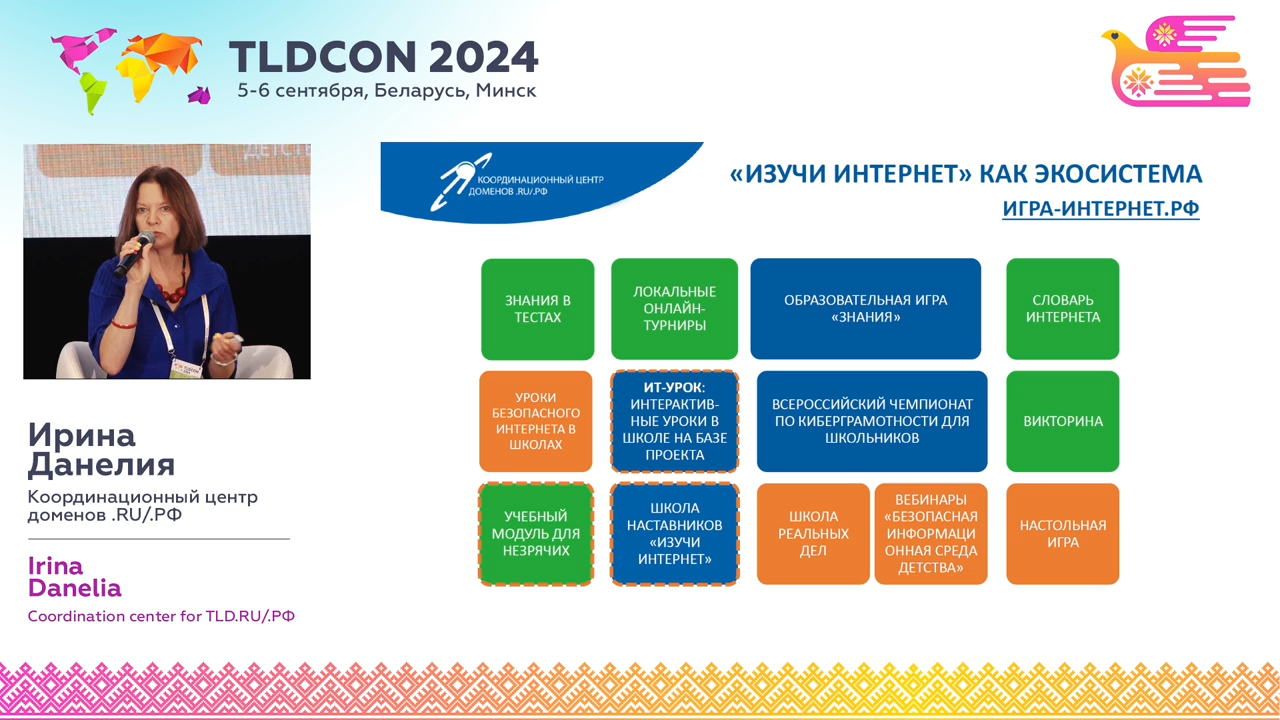 TLDCON 2024
5-6 сентября, Беларусь, Минск
КООРДИНАЦИОННЫЙ ЦЕНТР
ДОМЕНОВ .RU/.РФ
«ИЗУЧИ ИНТЕРНЕТ» КАК ЭКОСИСТЕМА
ИГРА-ИНТЕРНЕТ.РФ
ЗНАНИЯ В
ТЕСТАХ
ЛОКАЛЬНЫЕ
ОНЛАЙН-
ТУРНИРЫ
ОБРАЗОВАТЕЛЬНАЯ ИГРА
«ЗНАНИЯ»
СЛОВАРЬ
ИНТЕРНЕТА
УРОКИ
БЕЗОПАСНОГО
ИНТЕРНЕТА В
ШКОЛАХ
ИТ-УРОК:
ИНТЕРАКТИВ-
НЫЕ УРОКИ В
ШКОЛЕ НА БАЗЕ
ПРОЕКТА
ВСЕРОССИЙСКИЙ ЧЕМПИОНАТ
ПО КИБЕРГРАМОТНОСТИ ДЛЯ
ШКОЛЬНИКОВ
ВИКТОРИНА
УЧЕБНЫЙ
МОДУЛЬ ДЛЯ
НЕЗРЯЧИХ
ШКОЛА
НАСТАВНИКОВ
«ИЗУЧИ
ИНТЕРНЕТ»
ШКОЛА
РЕАЛЬНЫХ
ДЕЛ
ВЕБИНАРЫ
«БЕЗОПАСНАЯ
ИНФОРМАЦИ
ОННАЯ СРЕДА
ДЕТСТВА»
НАСТОЛЬНАЯ
ИГРА
TLDCON
Ирина
Данелия
Координационный центр
доменов .RU/.РФ
Irina
Danelia
Coordination center for TLD.RU/.РФ